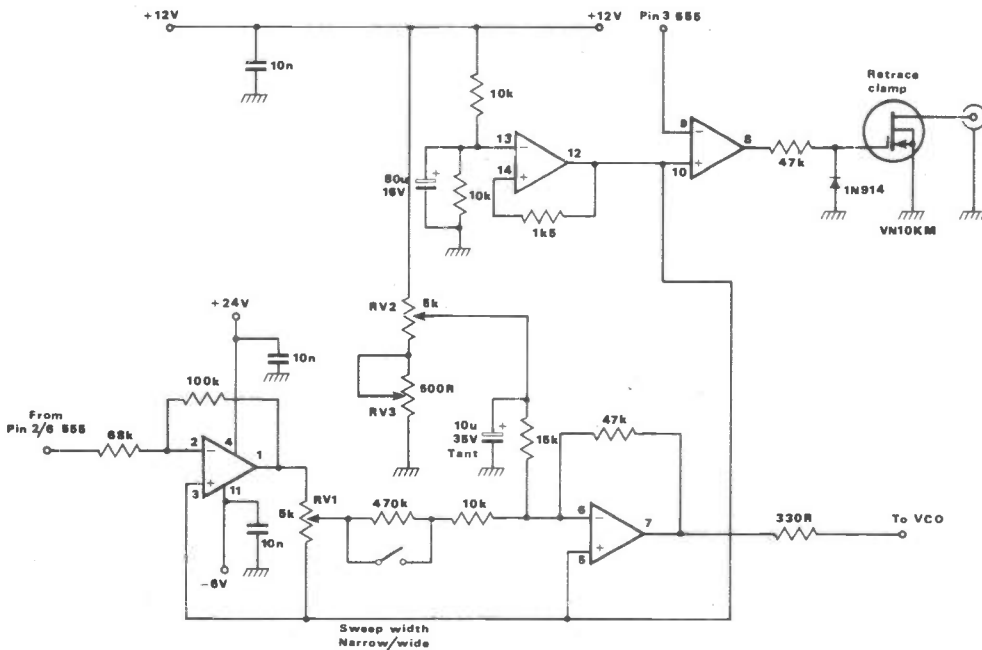 +12V
+12V
Pin 3 555
10n
10k
Retrace
clamp
13
12
14
9
8
10
47k
80u
16V
+
10k
1k5
1N914
VN10KM
RV2
5k
+24V
10n
500R
RV3
100k
From
Pin 2/6 555
68k
2
4
1
3
11
10n
-6V
RV1
5k
470k
10k
10u
35V
Tant
+
15k
47k
6
7
5
330R
To VCO
Sweep width
Narrow/wide